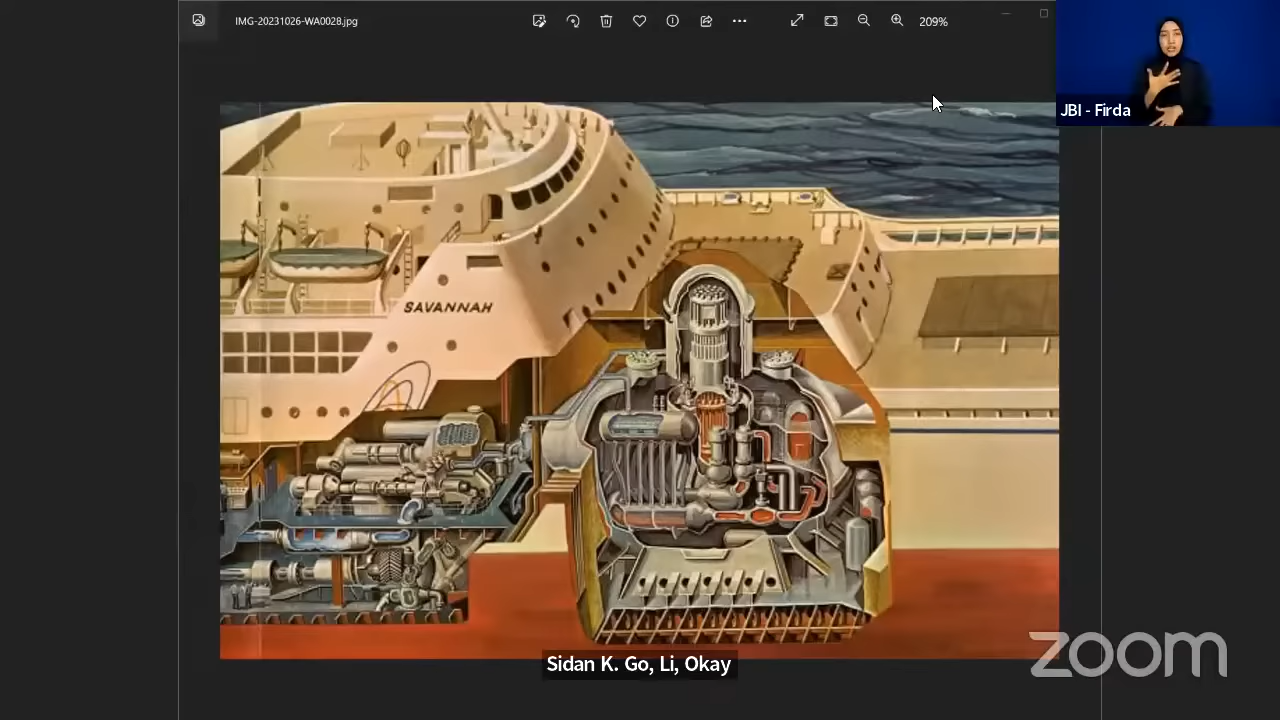 IMG-20231026-WA0028.jpg
209%
JBI - Firda
SAVANNAH
Sidan K. Go, Li, Okay
zoom